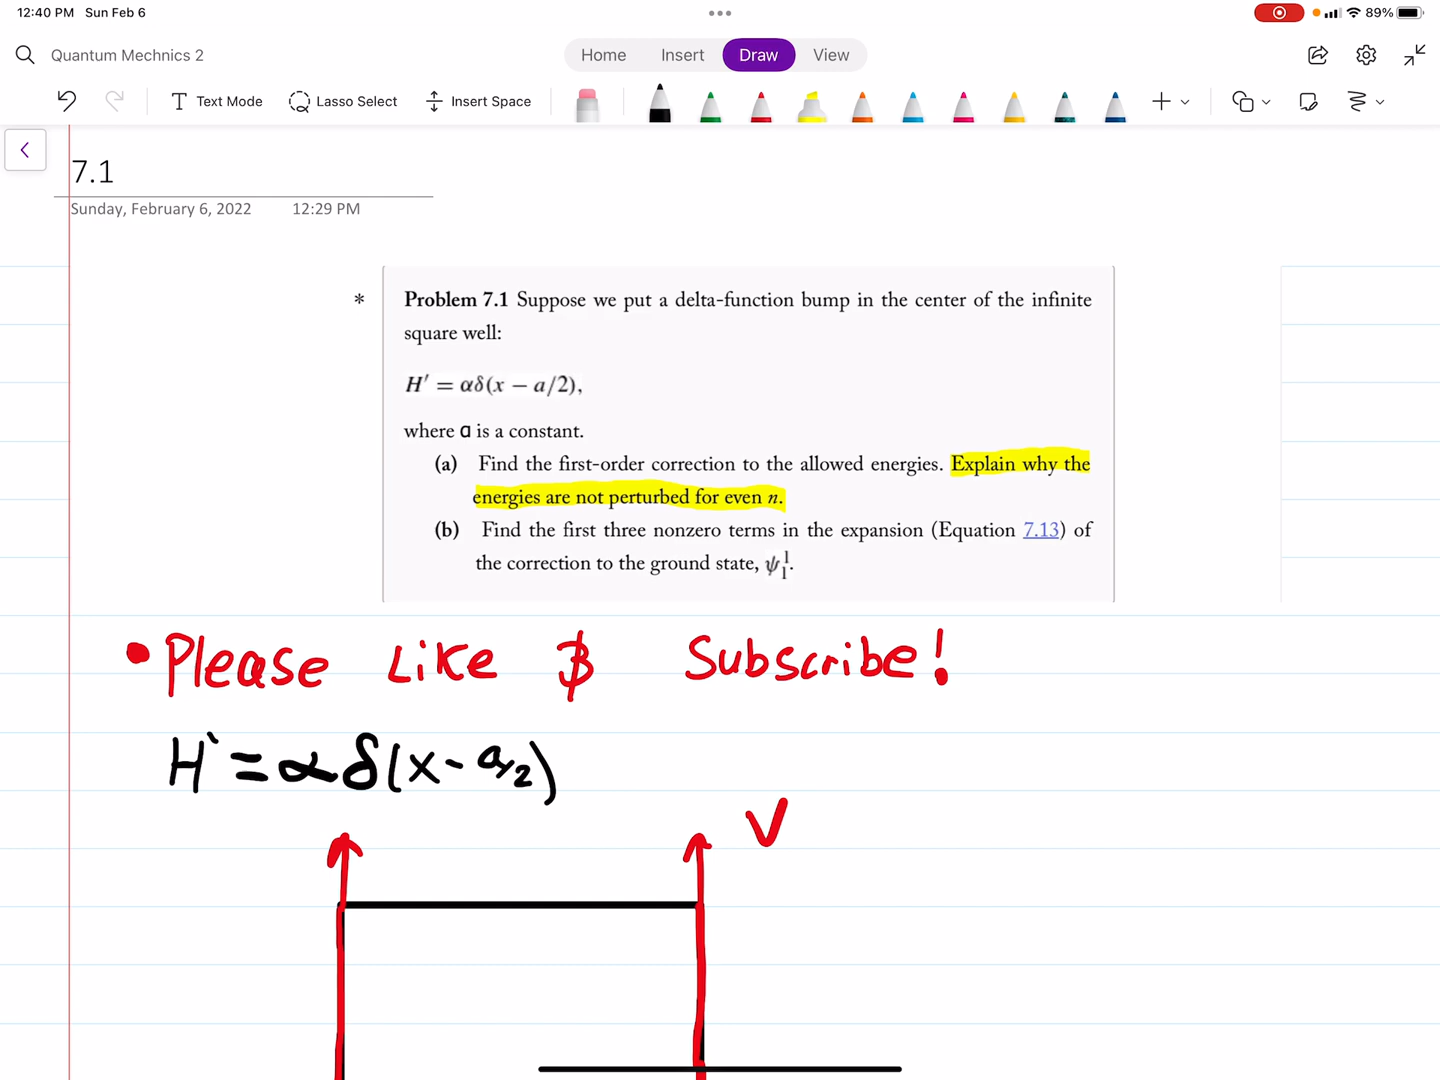 12:40 PM Sun Feb 6
89%
Quantum Mechnics 2
Home Insert Draw View
Text Mode Lasso Select Insert Space
7.1
Sunday, February 6, 2022 12:29 PM
* Problem 7.1 Suppose we put a delta-function bump in the center of the infinite
square well:
H′ = αδ(x − a/2),
where α is a constant.
(a) Find the first-order correction to the allowed energies. Explain why the
energies are not perturbed for even n.
(b) Find the first three nonzero terms in the expansion (Equation 7.13) of
the correction to the ground state, ψ₁¹.
• Please Like & Subscribe!
H' = αδ(x - a/2)
V